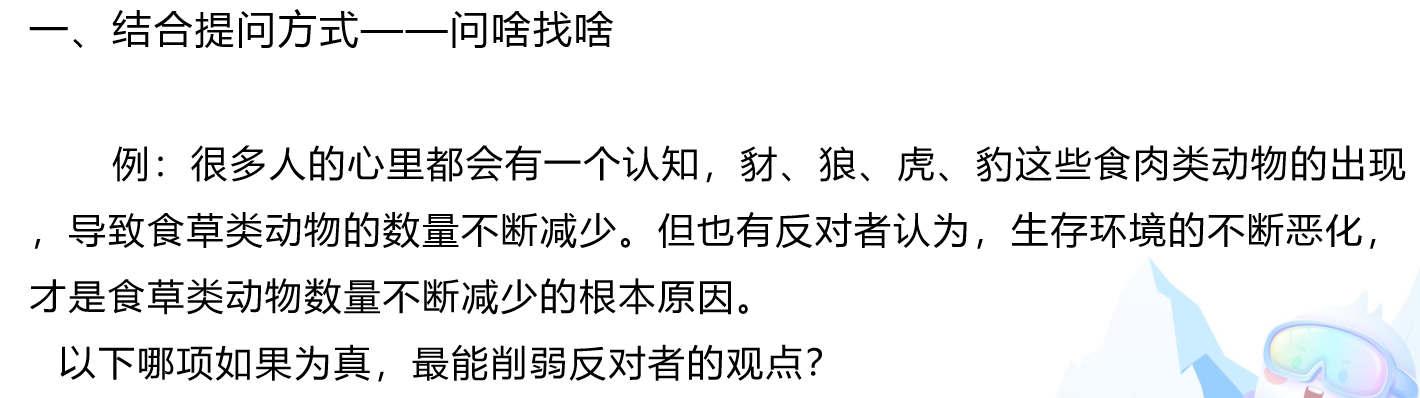 一、结合提问方式——问啥找啥
例：很多人的心里都会有一个认知，豺、狼、虎、豹这些食肉类动物的出现
，导致食草类动物的数量不断减少。但也有反对者认为，生存环境的不断恶化，
才是食草类动物数量不断减少的根本原因。
以下哪项如果为真，最能削弱反对者的观点？